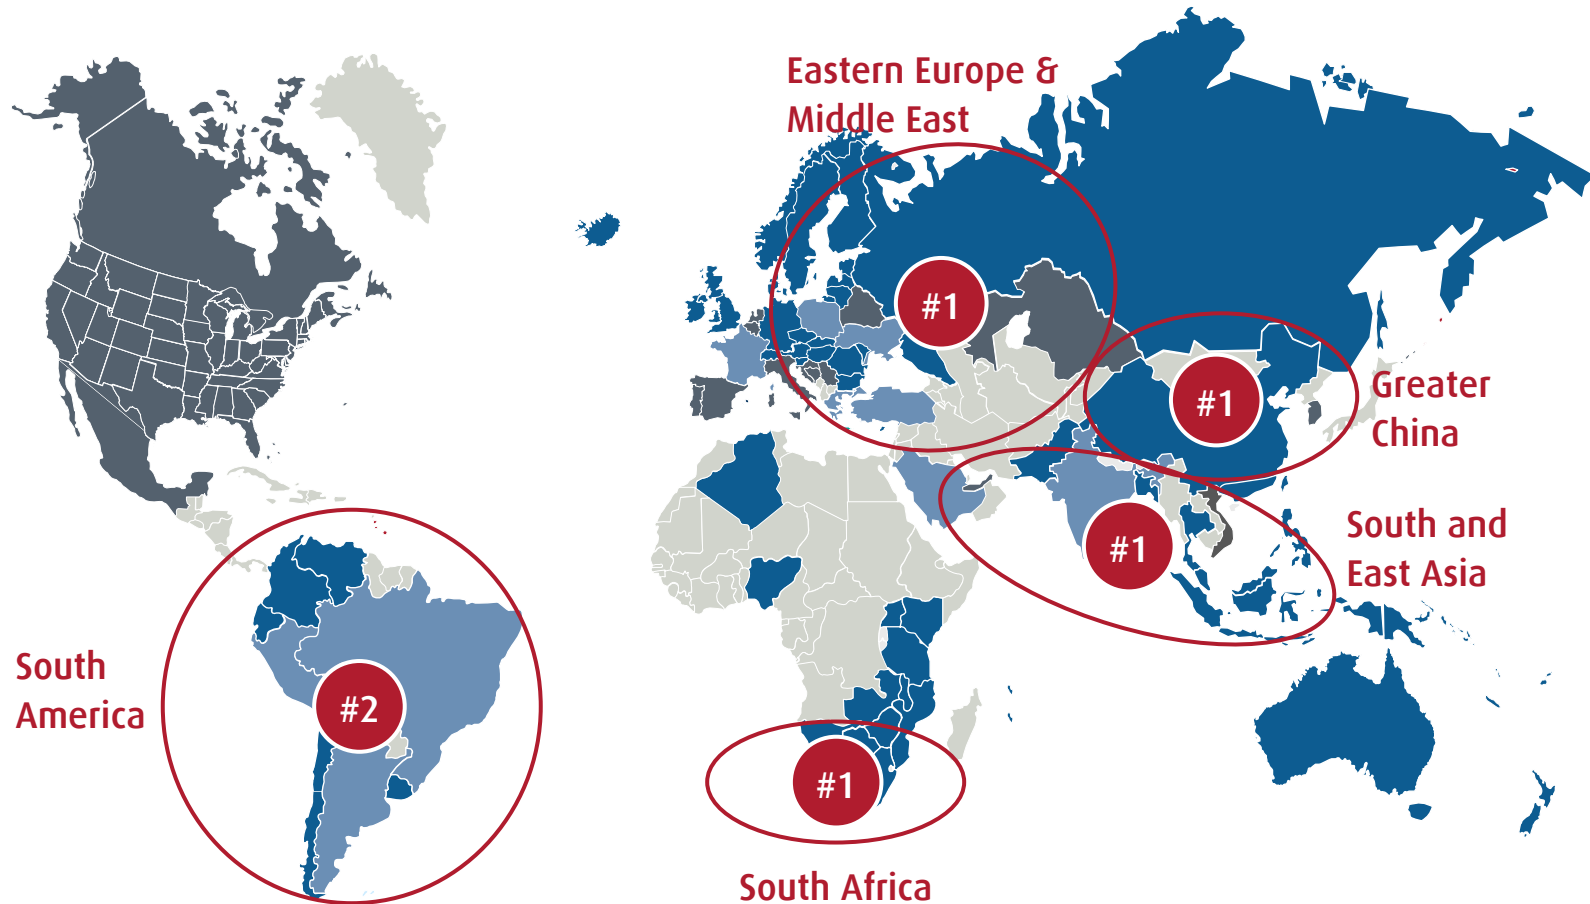 Eastern Europe &
Middle East
#1
#1
Greater
China
#1
South and
East Asia
South
America
#2
#1
South Africa